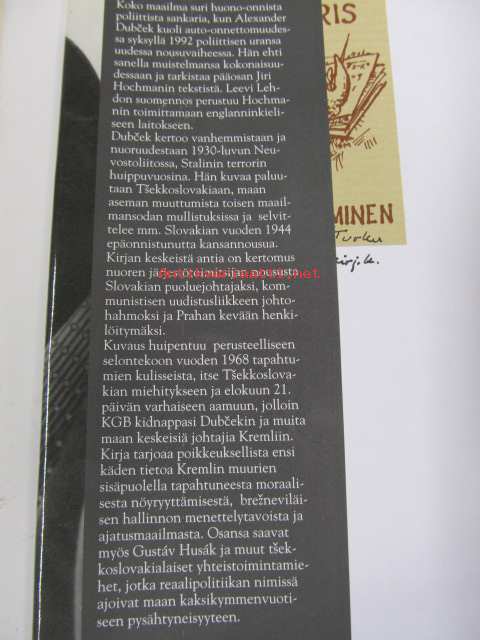 Koko maailma suri huono-onnista
poliittista sankaria, kun Alexander
Dubček kuoli auto-onnettomuudes-
sa syksyllä 1992 poliittisen uransa
uudessa nousuvaiheessa. Hän ehti
sanella muistelmansa kokonaisuu-
dessaan ja tarkistaa pääosan Jiri
Hochmanin tekstistä. Leevi Leh-
don suomennos perustuu Hochma-
nin toimittamaan englanninkieli-
seen laitokseen.
Dubček kertoo vanhemmistaan ja
nuoruudestaan 1930-luvun Neu-
vostoliitossa, Stalinin terrorin
huippuvuosina. Hän kuvaa paluu-
taan Tšekkoslovakiaan, maan
aseman muuttumista toisen maail-
mansodan mullistuksissa ja selvit-
telee mm. Slovakian vuoden 1944
epäonnistunutta kansannousua.
Kirjan keskeistä antia on kertomus
nuoren järjestötoimitsijan noususta
Slovakian puoluejohtajaksi, kom-
munistisen uudistusliikkeen johto-
hahmoksi ja Prahan kevään henki-
löitymäksi.
Kuvaus huipentuu perusteelliseen
selontekoon vuoden 1968 tapahtu-
mien kulisseista, itse Tšekkoslova-
kian miehitykseen ja elokuun 21.
päivän varhaiseen aamuun, jolloin
KGB kidnappasi Dubčekin ja muita
maan keskeisiä johtajia Kremliin.
Kirja tarjoaa poikkeuksellista ensi
käden tietoa Kremlin muurien
sisäpuolella tapahtuneesta moraali-
sesta nöyryyttämisestä, brežneviläi-
sen hallinnon menettelytavoista ja
ajatusmaailmasta. Osansa saavat
myös Gustáv Husák ja muut tšek-
koslovakialaiset yhteistoimintamie-
het, jotka reaalipolitiikan nimissä
ajoivat maan kaksikymmenvuoti-
seen pysähtyneisyyteen.
RIS
MINEN
Turku